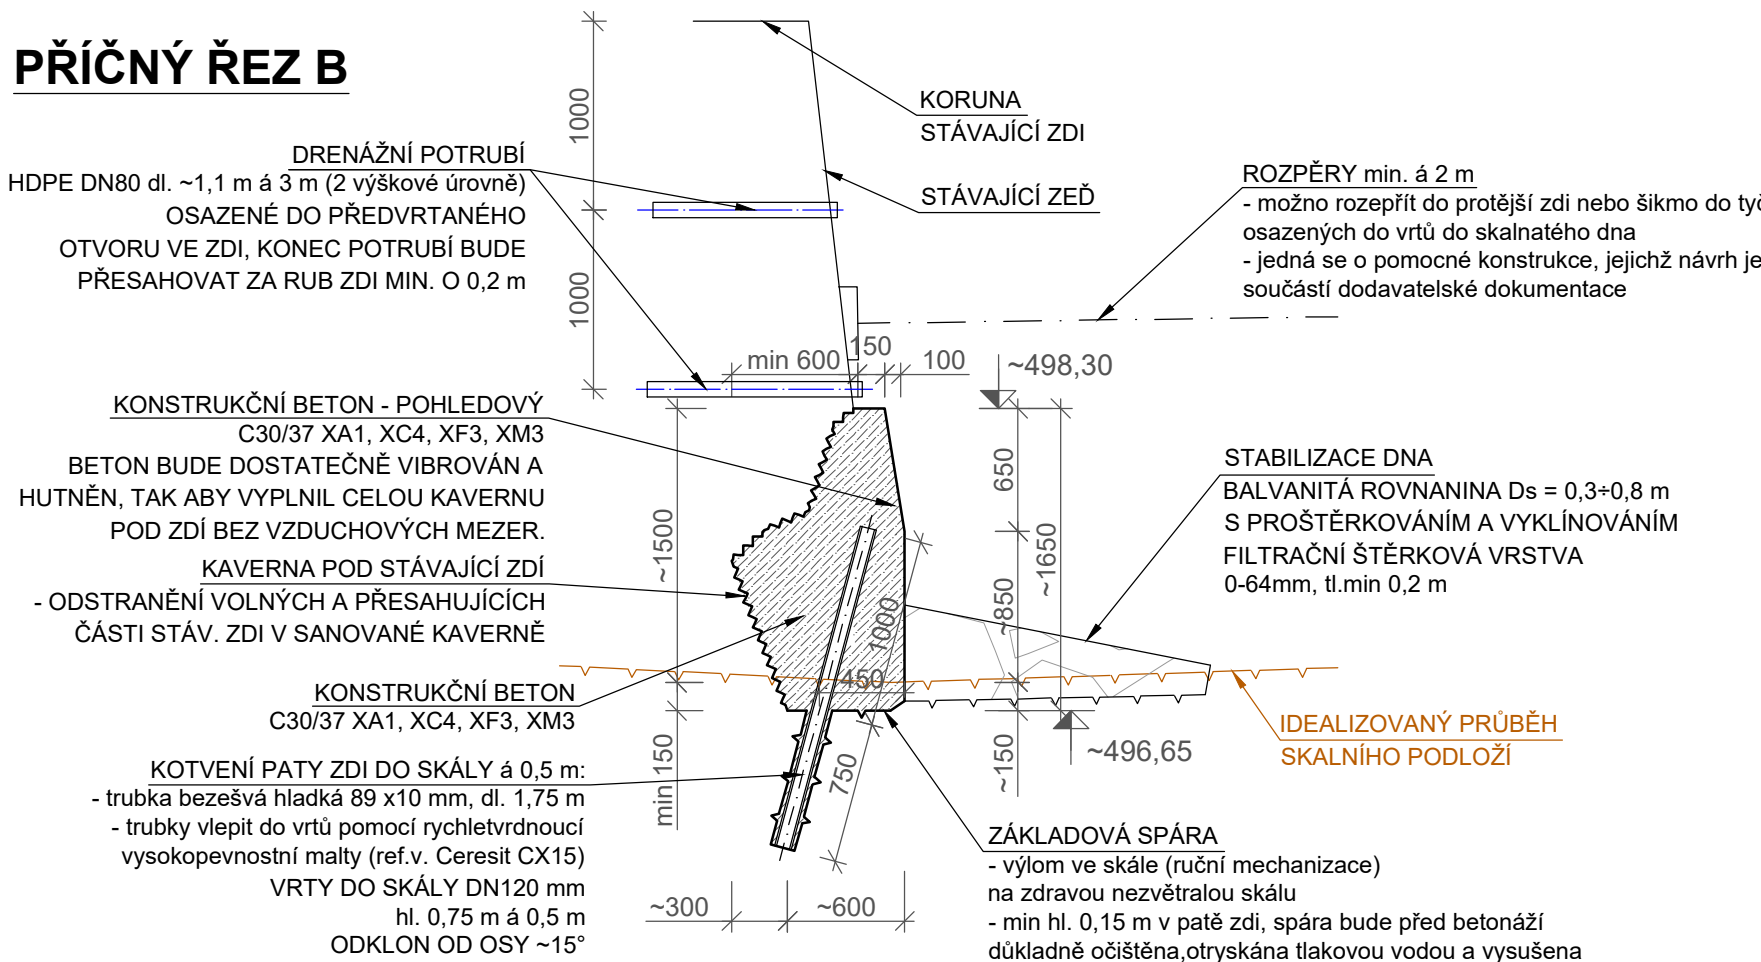 PŘÍČNÝ ŘEZ B
DRENÁŽNÍ POTRUBÍ
HDPE DN80 dl. ~1,1 m á 3 m (2 výškové úrovně)
OSAZENÉ DO PŘEDVRTANÉHO
OTVORU VE ZDI, KONEC POTRUBÍ BUDE
PŘESAHOVAT ZA RUB ZDI MIN. O 0,2 m
1000
1000
KORUNA
STÁVAJÍCÍ ZDI
STÁVAJÍCÍ ZEĎ
ROZPĚRY min. á 2 m
- možno rozepřít do protější zdi nebo šikmo do tyč
osazených do vrtů do skalnatého dna
- jedná se o pomocné konstrukce, jejichž návrh je
součástí dodavatelské dokumentace
min 600
150
100
~498,30
KONSTRUKČNÍ BETON - POHLEDOVÝ
C30/37 XA1, XC4, XF3, XM3
BETON BUDE DOSTATEČNĚ VIBROVÁN A
HUTNĚN, TAK ABY VYPLNIL CELOU KAVERNU
POD ZDÍ BEZ VZDUCHOVÝCH MEZER.
KAVERNA POD STÁVAJÍCÍ ZDÍ
- ODSTRANĚNÍ VOLNÝCH A PŘESAHUJÍCÍCH
ČÁSTI STÁV. ZDI V SANOVANÉ KAVERNĚ
KONSTRUKČNÍ BETON
C30/37 XA1, XC4, XF3, XM3
KOTVENÍ PATY ZDI DO SKÁLY á 0,5 m:
- trubka bezešvá hladká 89 x10 mm, dl. 1,75 m
- trubky vlepit do vrtů pomocí rychletvrdnoucí
vysokopevnostní malty (ref.v. Ceresit CX15)
VRTY DO SKÁLY DN120 mm
hl. 0,75 m á 0,5 m
ODKLON OD OSY ~15°
~1500
min 150
1000
450
750
~300
~600
650
~850
~150
~1650
~496,65
STABILIZACE DNA
BALVANITÁ ROVNANINA Ds = 0,3÷0,8 m
S PROŠTĚRKOVÁNÍM A VYKLÍNOVÁNÍM
FILTRAČNÍ ŠTĚRKOVÁ VRSTVA
0-64mm, tl.min 0,2 m
IDEALIZOVANÝ PRŮBĚH
SKALNÍHO PODLOŽÍ
ZÁKLADOVÁ SPÁRA
- výlom ve skále (ruční mechanizace)
na zdravou nezvětralou skálu
- min hl. 0,15 m v patě zdi, spára bude před betonáží
důkladně očištěna,otryskána tlakovou vodou a vysušena